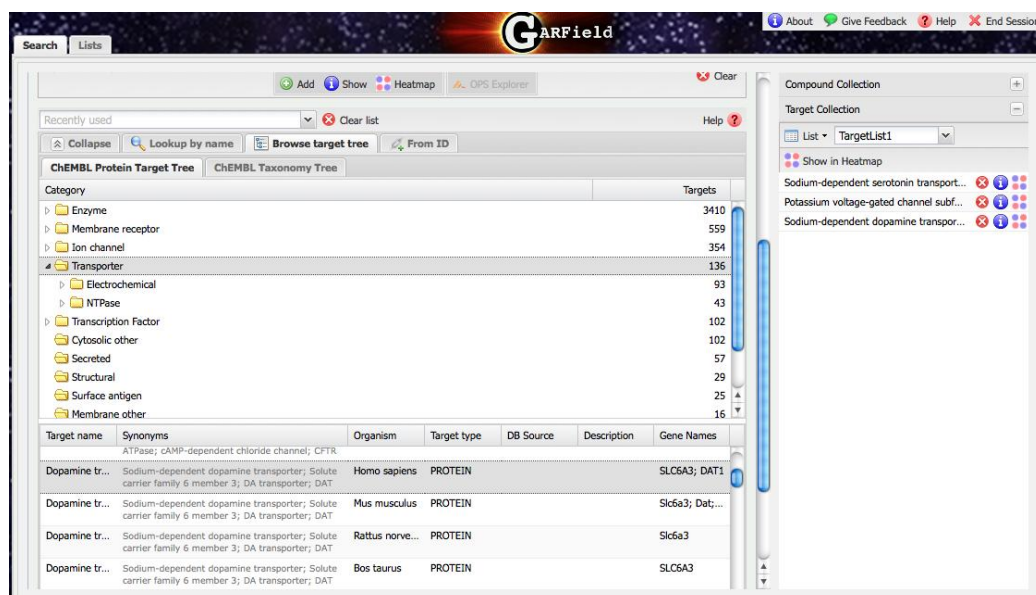 About Give Feedback Help End Session
GARField
Search Lists
Add Show Heatmap OPS Explorer Clear
Recently used Clear list Help ?
Collapse Lookup by name Browse target tree From ID
ChEMBL Protein Target Tree ChEMBL Taxonomy Tree
Category Targets
Enzyme 3410
Membrane receptor 559
Ion channel 354
Transporter 136
Electrochemical 93
NTPase 43
Transcription Factor 102
Cytosolic other 102
Secreted 57
Structural 29
Surface antigen 25
Membrane other 16
Target name Synonyms Organism Target type DB Source Description Gene Names
ATPase; cAMP-dependent chloride channel; CFTR
Dopamine tr... Sodium-dependent dopamine transporter; Solute Homo sapiens PROTEIN SLC6A3; DAT1
carrier family 6 member 3; DA transporter; DAT
Dopamine tr... Sodium-dependent dopamine transporter; Solute Mus musculus PROTEIN Slc6a3; Dat;...
carrier family 6 member 3; DA transporter; DAT
Dopamine tr... Sodium-dependent dopamine transporter; Solute Rattus norve... PROTEIN Slc6a3
carrier family 6 member 3; DA transporter; DAT
Dopamine tr... Sodium-dependent dopamine transporter; Solute Bos taurus PROTEIN SLC6A3
carrier family 6 member 3; DA transporter; DAT
Compound Collection
Target Collection
List TargetList1
Show in Heatmap
Sodium-dependent serotonin transport...
Potassium voltage-gated channel subf...
Sodium-dependent dopamine transpor...